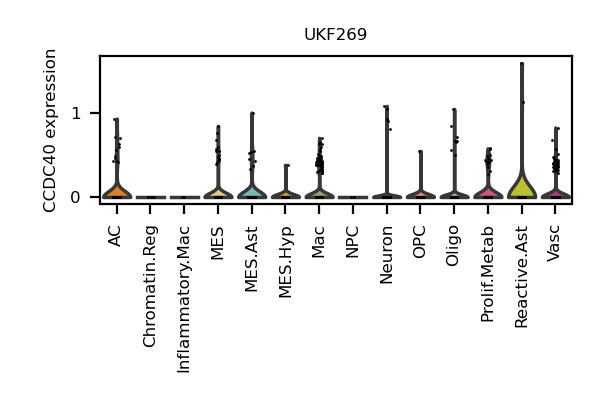 UKF269
CCDC40 expression
1
0
AC
Chromatin.Reg
Inflammatory.Mac
MES
MES.Ast
MES.Hyp
Mac
NPC
Neuron
OPC
Oligo
Prolif.Metab
Reactive.Ast
Vasc